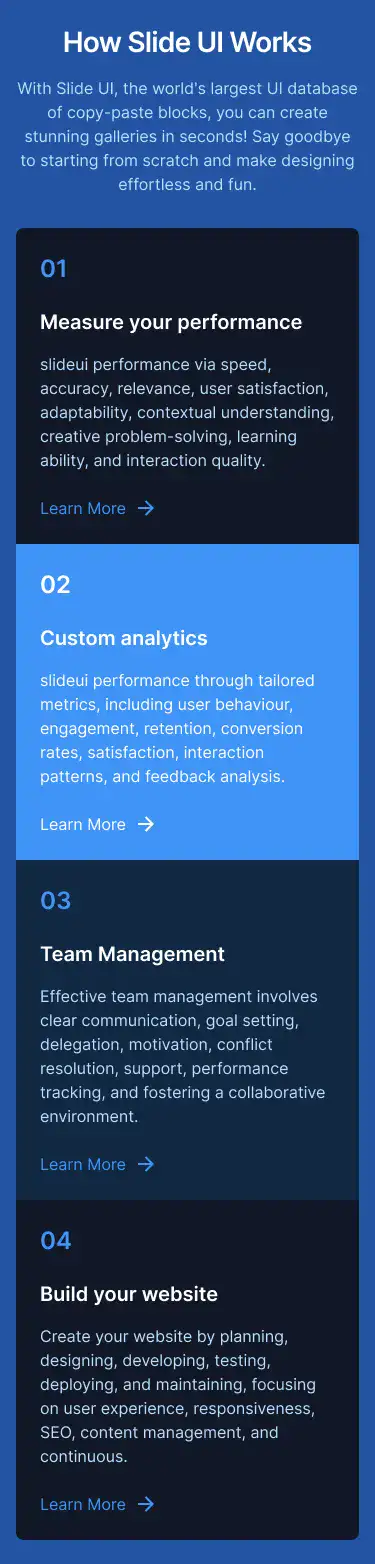 How Slide UI Works
With Slide UI, the world's largest UI database
of copy-paste blocks, you can create
stunning galleries in seconds! Say goodbye
to starting from scratch and make designing
effortless and fun.
01
Measure your performance
slideui performance via speed,
accuracy, relevance, user satisfaction,
adaptability, contextual understanding,
creative problem-solving, learning
ability, and interaction quality.
Learn More
02
Custom analytics
slideui performance through tailored
metrics, including user behaviour,
engagement, retention, conversion
rates, satisfaction, interaction
patterns, and feedback analysis.
Learn More
03
Team Management
Effective team management involves
clear communication, goal setting,
delegation, motivation, conflict
resolution, support, performance
tracking, and fostering a collaborative
environment.
Learn More
04
Build your website
Create your website by planning,
designing, developing, testing,
deploying, and maintaining, focusing
on user experience, responsiveness,
SEO, content management, and
continuous.
Learn More